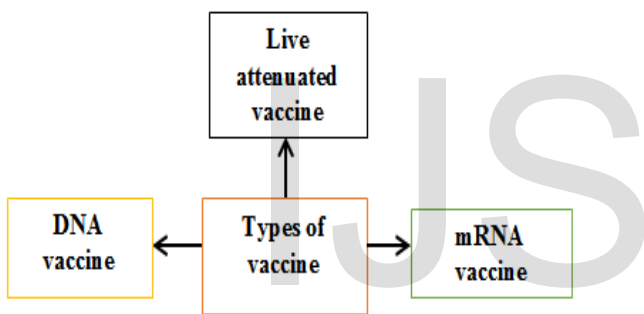 Live
attenuated
vaccine
DNA
vaccine
Types of
vaccine
mRNA
vaccine
IJS